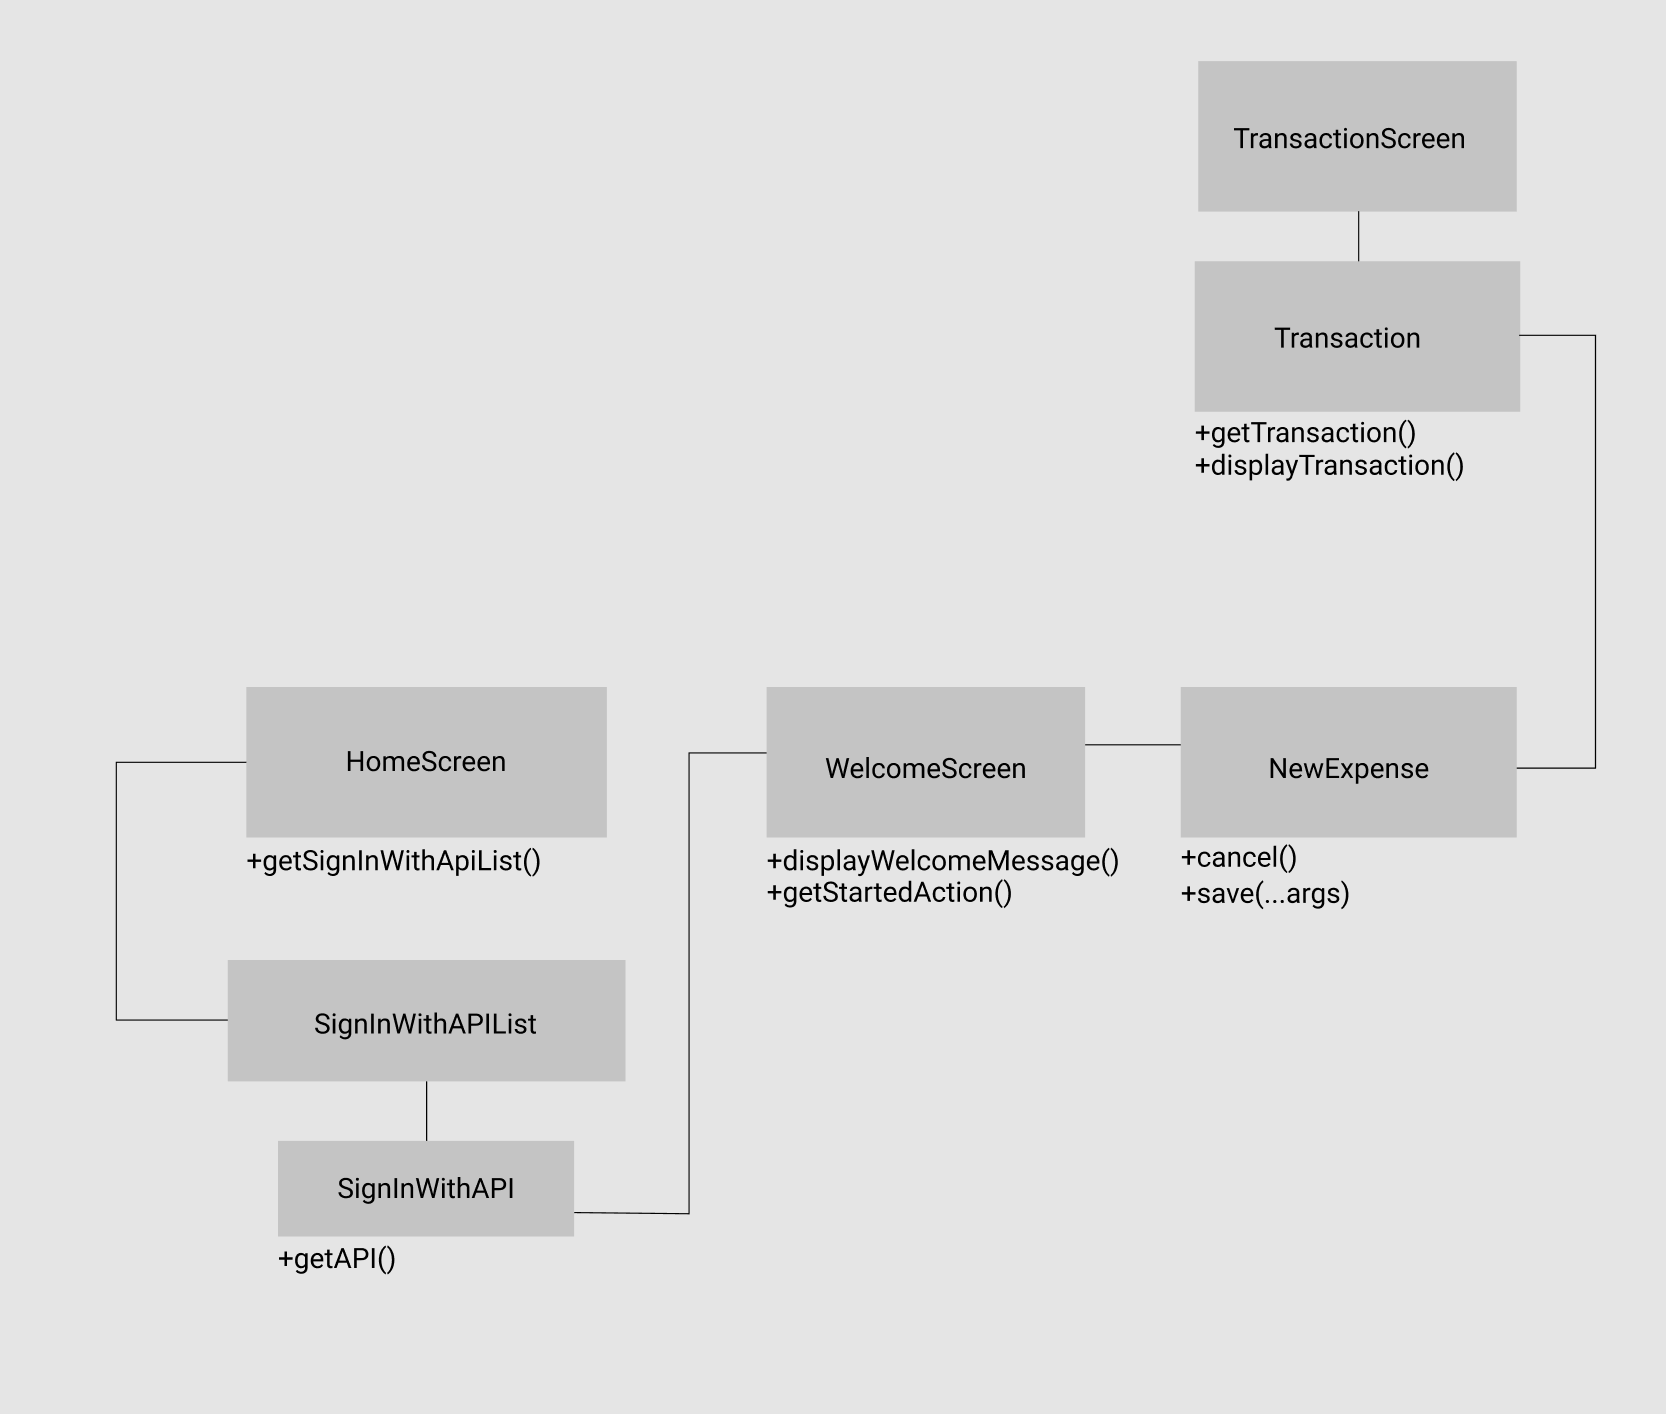 TransactionScreen
Transaction
+getTransaction()
+displayTransaction()
HomeScreen
+getSignInWithApiList()
WelcomeScreen
+displayWelcomeMessage()
+getStartedAction()
NewExpense
+cancel()
+save(...args)
SignInWithAPIList
SignInWithAPI
+getAPI()